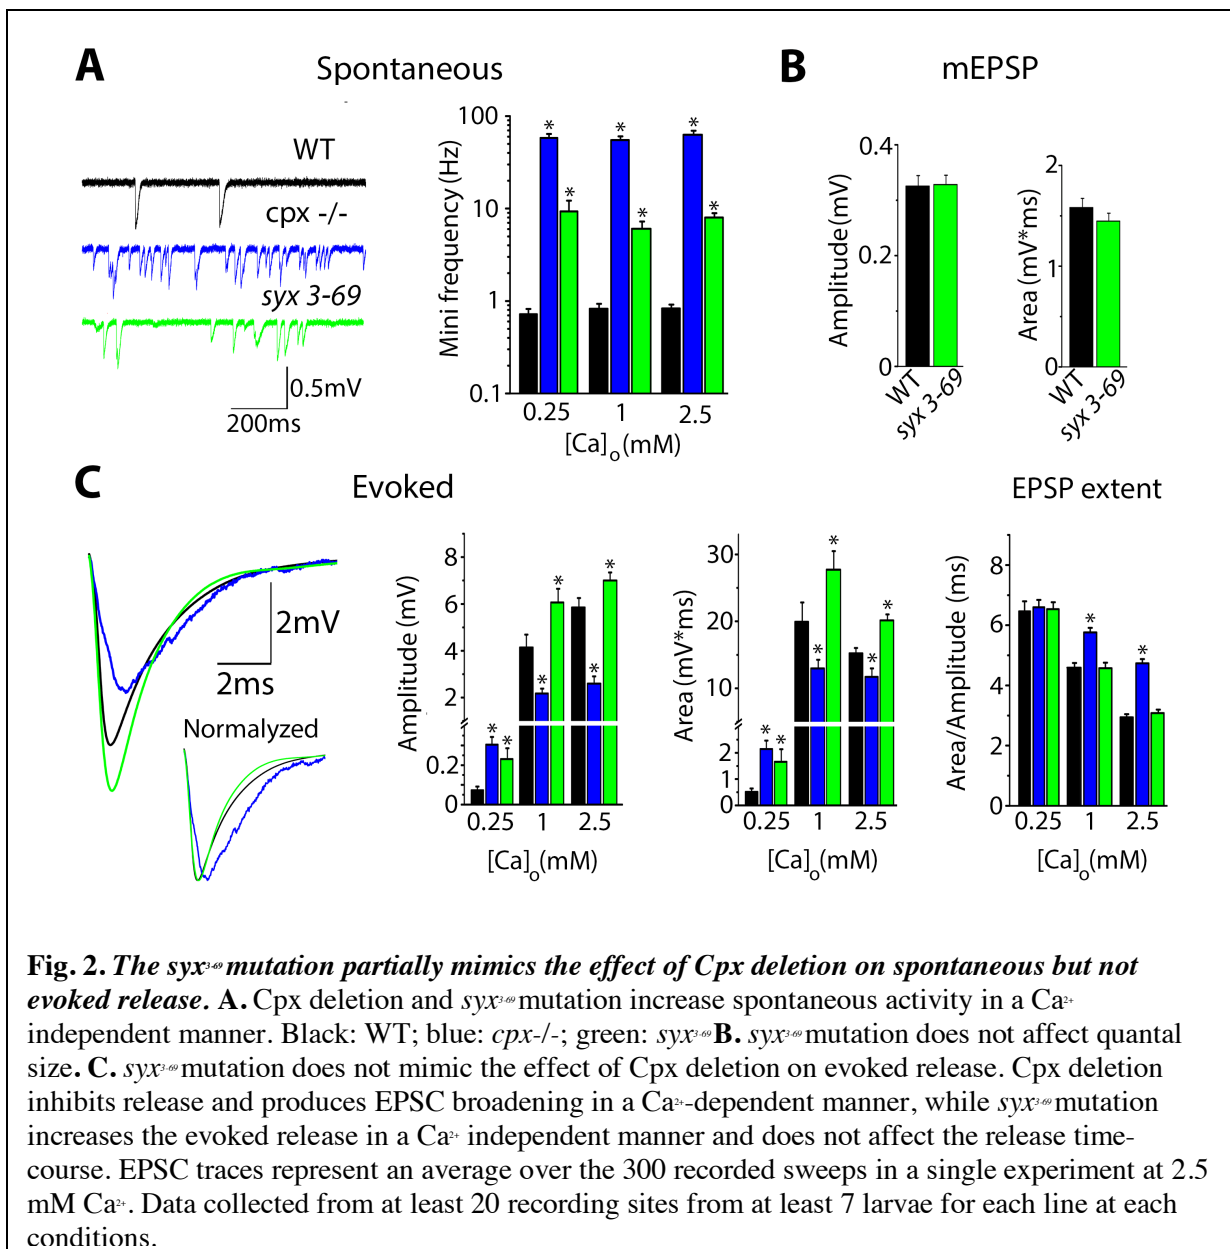 A
Spontaneous
WT
cpx -/-
syx 3-69
0.5mV
200ms
Mini frequency (Hz)
100
10
1
0.1
0.25 1 2.5
[Ca]o(mM)
* * * * * *
B
mEPSP
Amplitude(mV)
0.4
0.2
0
WT
syx 3-69
Area (mV*ms)
2
1
0
WT
syx 3-69
C
Evoked
2mV
2ms
Normalized
Amplitude (mV)
8
6
4
2
0.2
0
0.25 1 2.5
[Ca]o(mM)
* * * * * *
Area (mV*ms)
30
20
10
2
1
0
0.25 1 2.5
[Ca]o(mM)
* * * * * *
EPSP extent
Area/Amplitude (ms)
8
6
4
2
0
0.25 1 2.5
[Ca]o(mM)
* *
Fig. 2. The syx3-69 mutation partially mimics the effect of Cpx deletion on spontaneous but not
evoked release. A. Cpx deletion and syx3-69 mutation increase spontaneous activity in a Ca2+
independent manner. Black: WT; blue: cpx-/-; green: syx3-69 B. syx3-69 mutation does not affect quantal
size. C. syx3-69 mutation does not mimic the effect of Cpx deletion on evoked release. Cpx deletion
inhibits release and produces EPSC broadening in a Ca2+-dependent manner, while syx3-69 mutation
increases the evoked release in a Ca2+ independent manner and does not affect the release time-
course. EPSC traces represent an average over the 300 recorded sweeps in a single experiment at 2.5
mM Ca2+. Data collected from at least 20 recording sites from at least 7 larvae for each line at each
conditions.